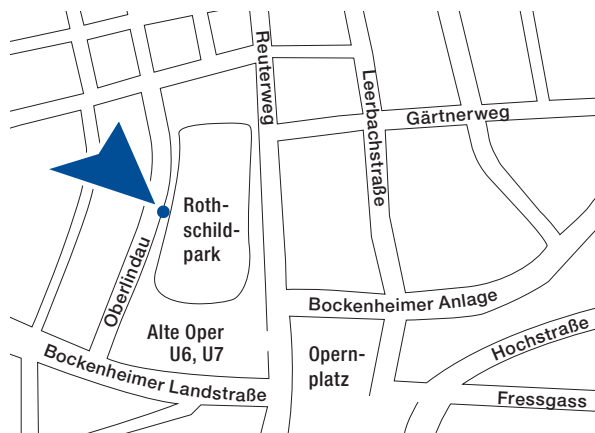 Reuterweg
Leerbachstraße
Gärtnerweg
Roth-
schild-
park
Oberlindau
Bockenheimer Anlage
Alte Oper
U6, U7
Opern-
platz
Hochstraße
Bockenheimer Landstraße
Fressgass